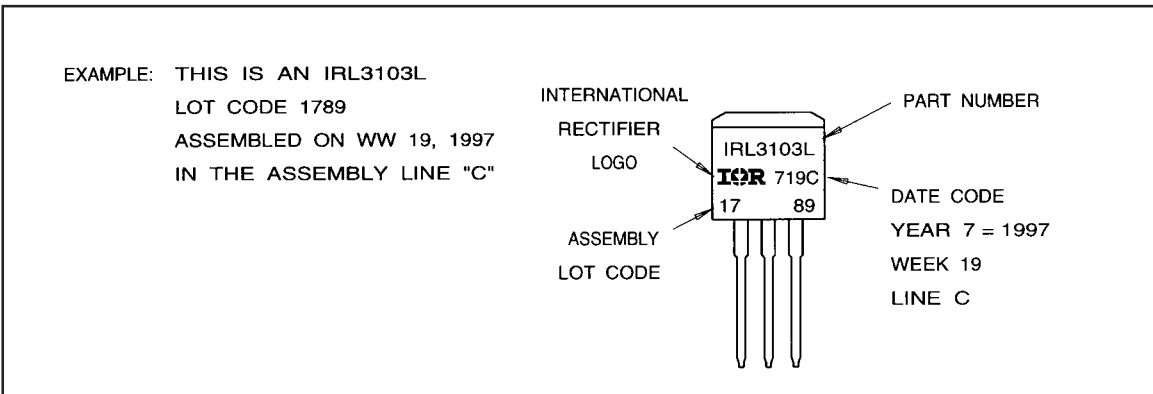 EXAMPLE: THIS IS AN IRL3103L
LOT CODE 1789
ASSEMBLED ON WW 19, 1997
IN THE ASSEMBLY LINE "C"
INTERNATIONAL
RECTIFIER
LOGO
ASSEMBLY
LOT CODE
IRL3103L
IOR 719C
17 89
PART NUMBER
DATE CODE
YEAR 7 = 1997
WEEK 19
LINE C